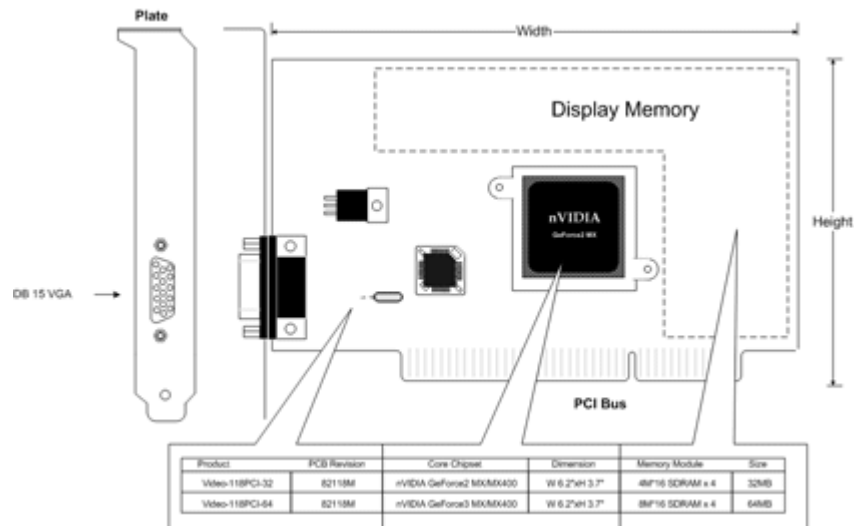 Plate
Width
Display Memory
nVIDIA
GeForce2 MX
Height
DB 15 VGA
PCI Bus
Product PCB Revision Core Chipset Dimension Memory Module Size
Video-118PCI-32 82118M nVIDIA GeForce2 MX/MX400 W 6.2"xH 3.7" 4M*16 SDRAM x 4 32MB
Video-118PCI-64 82118M nVIDIA GeForce3 MX/MX400 W 6.2"xH 3.7" 8M*16 SDRAM x 4 64MB